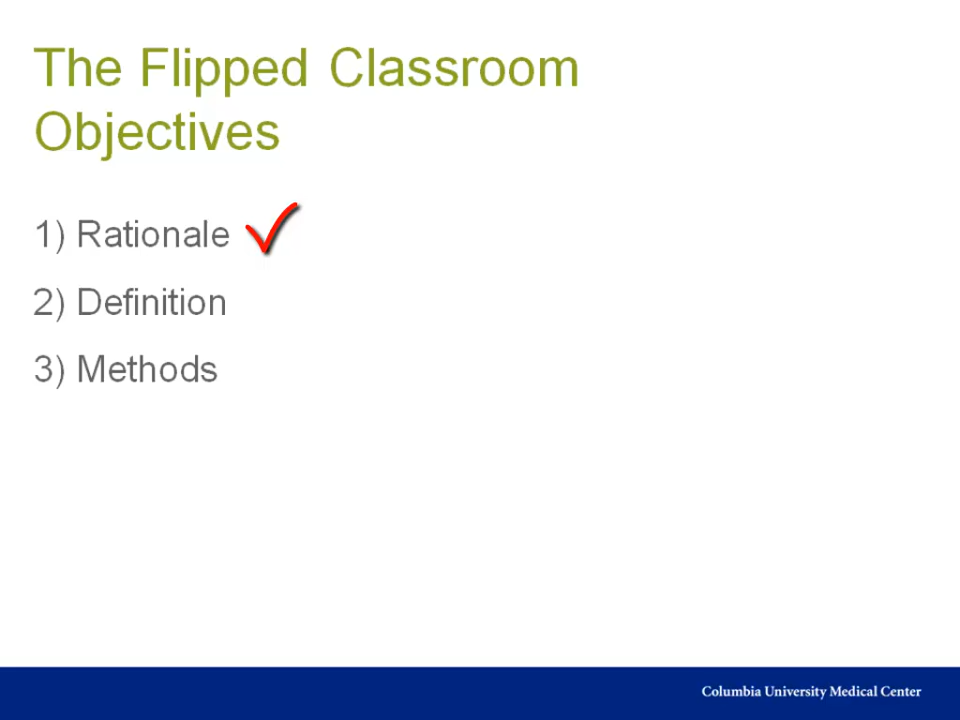 The Flipped Classroom
Objectives
1) Rationale
2) Definition
3) Methods
Columbia University Medical Center